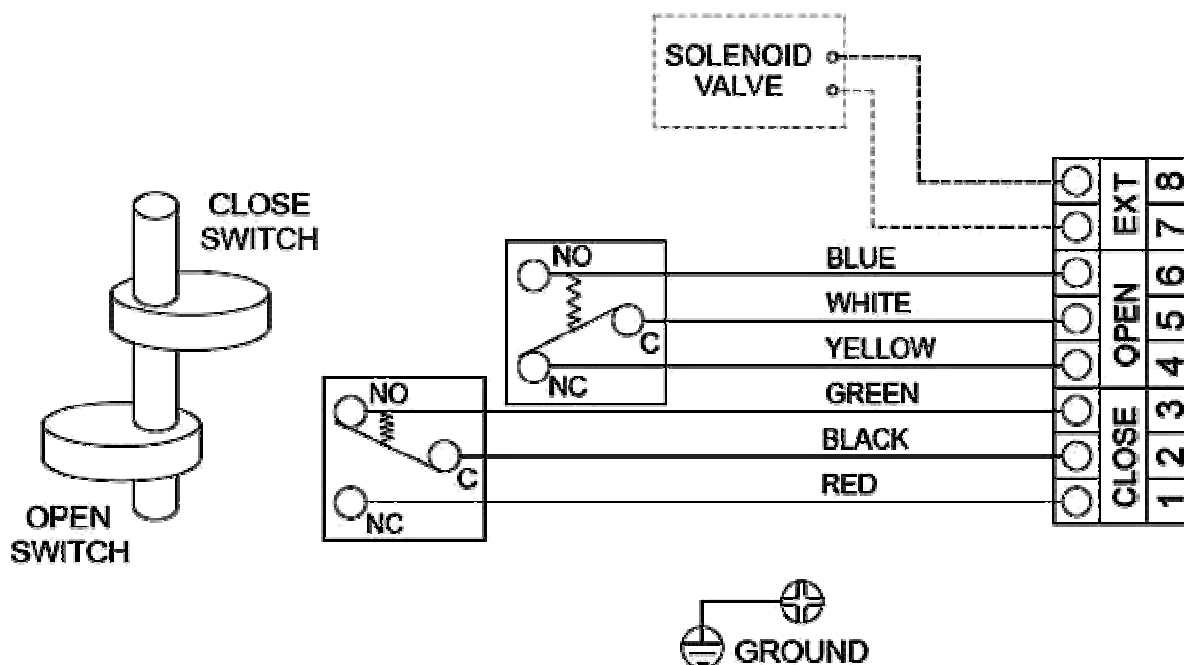 SOLENOID
VALVE
CLOSE
SWITCH
OPEN
SWITCH
NO
C
NC
NO
C
NC
BLUE
WHITE
YELLOW
GREEN
BLACK
RED
EXT
OPEN
CLOSE
8
7
6
5
4
3
2
1
GROUND